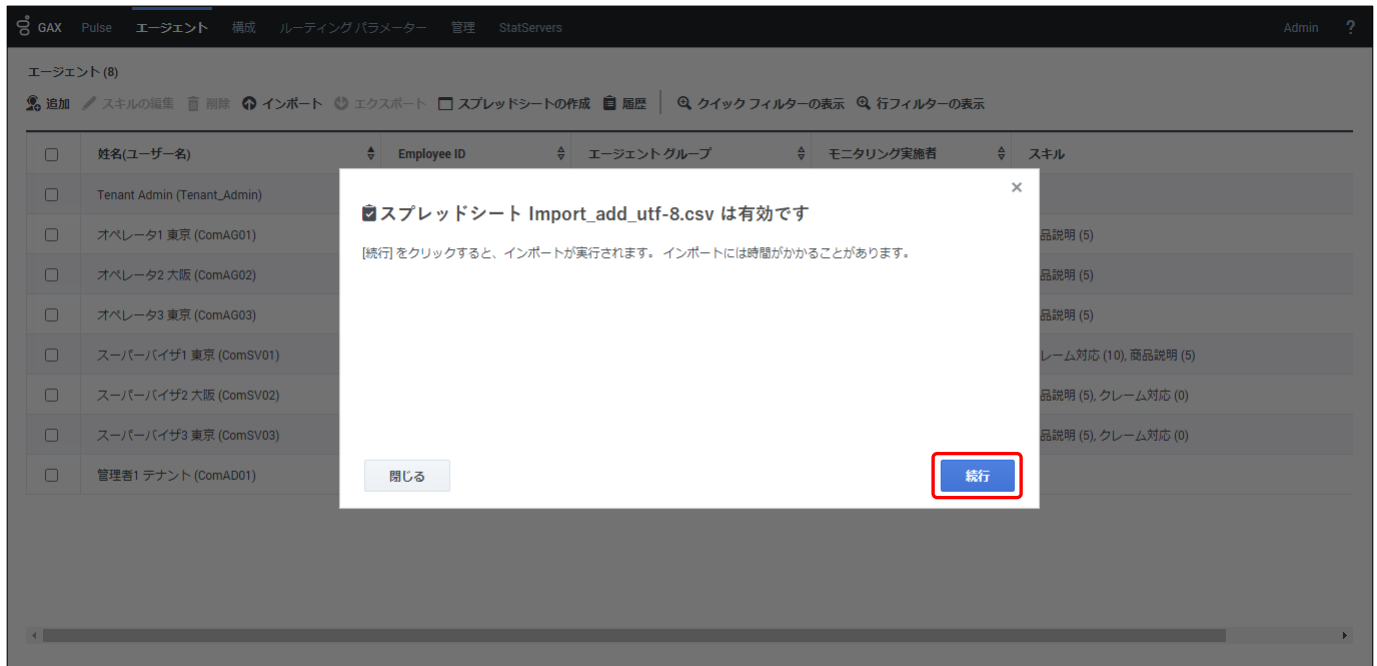 GAX Pulse エージェント 構成 ルーティング パラメーター 管理 StatServers Admin ?
エージェント (8)
追加 スキルの編集 削除 インポート エクスポート スプレッドシートの作成 履歴 クイック フィルターの表示 行フィルターの表示
姓名(ユーザー名) Employee ID エージェント グループ モニタリング実施者 スキル
Tenant Admin (Tenant_Admin)
スプレッドシート Import_add_utf-8.csv は有効です
オペレータ1 東京 (ComAG01) 品説明 (5)
[続行] をクリックすると、インポートが実行されます。インポートには時間がかかることがあります。
オペレータ2 大阪 (ComAG02) 品説明 (5)
オペレータ3 東京 (ComAG03) 品説明 (5)
スーパーバイザ1 東京 (ComSV01) レーム対応 (10), 商品説明 (5)
スーパーバイザ2 大阪 (ComSV02) 品説明 (5), クレーム対応 (0)
スーパーバイザ3 東京 (ComSV03) 品説明 (5), クレーム対応 (0)
管理者1 テナント (ComAD01)
閉じる 続行